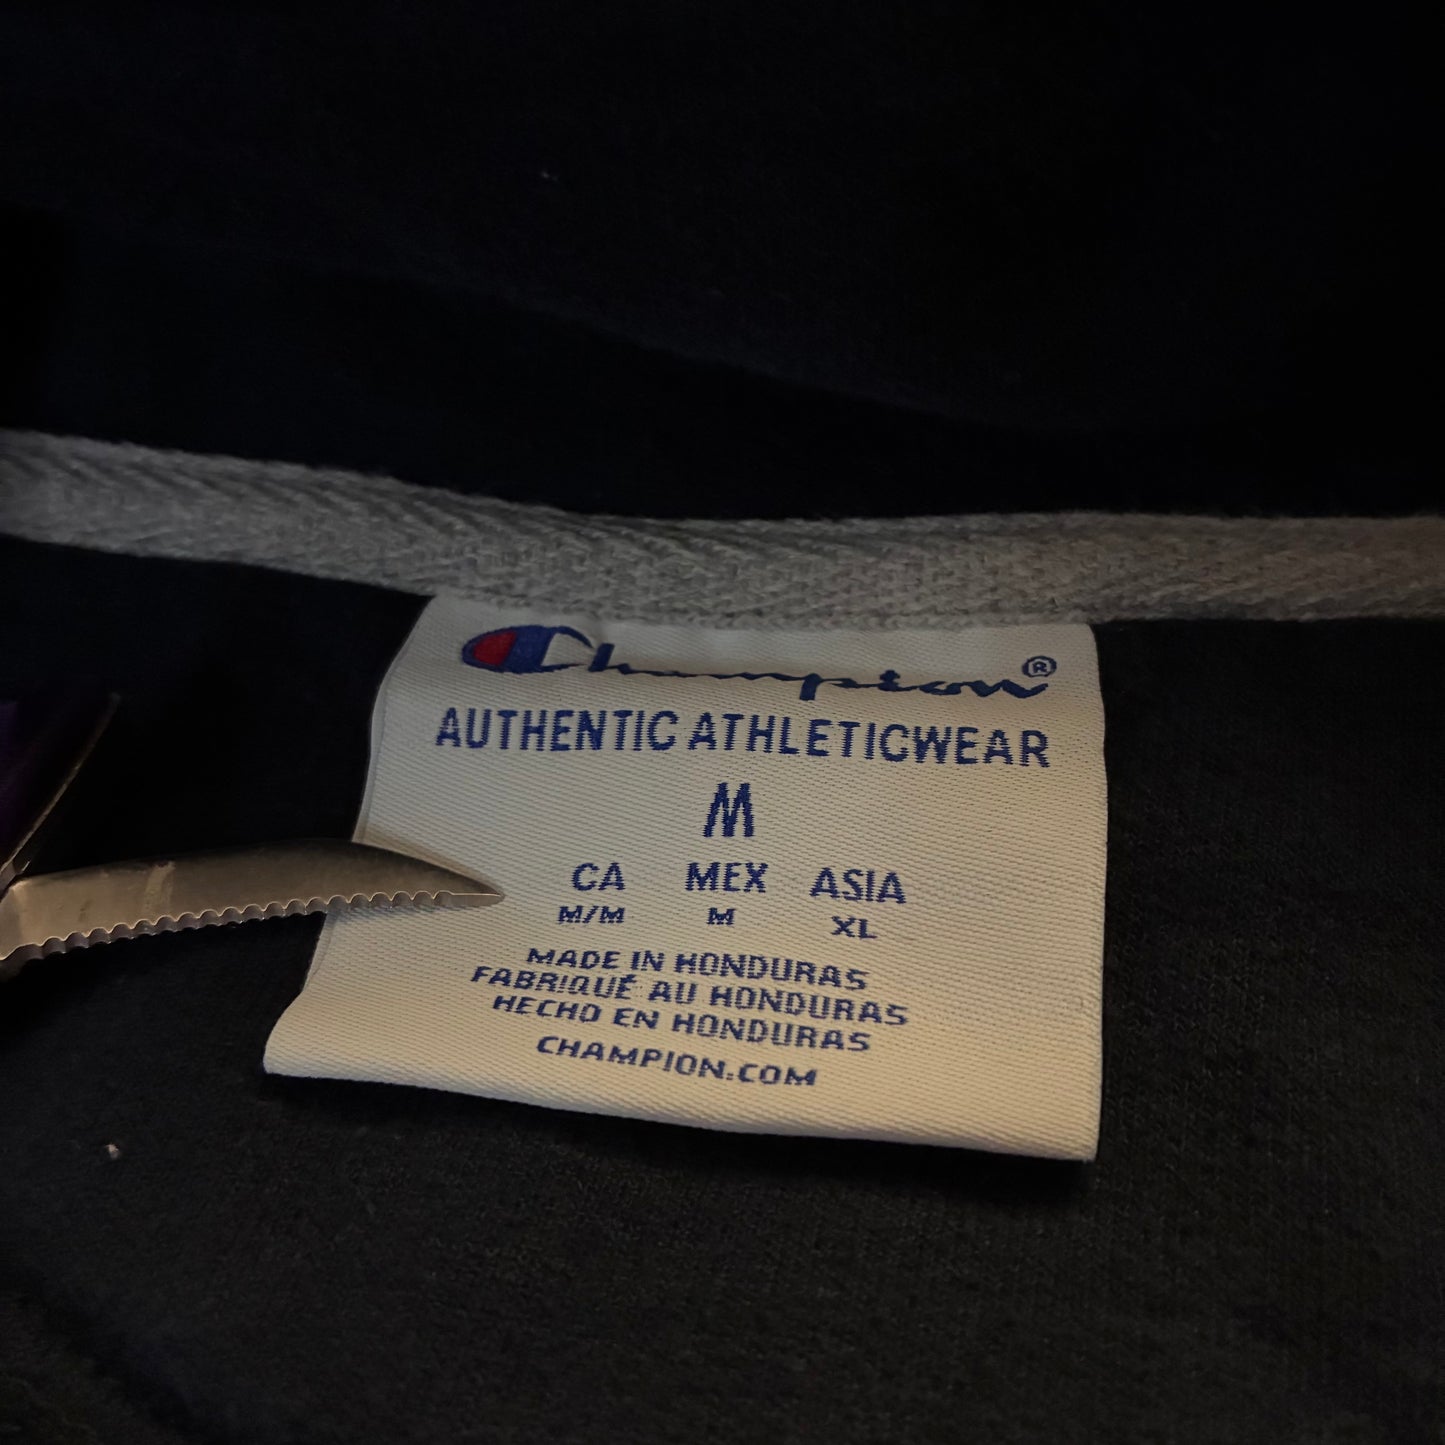 Champion®
AUTHENTIC ATHLETICWEAR
M
CA MEX ASIA
M/M M XL
MADE IN HONDURAS
FABRIQUÉ AU HONDURAS
HECHO EN HONDURAS
CHAMPION.COM